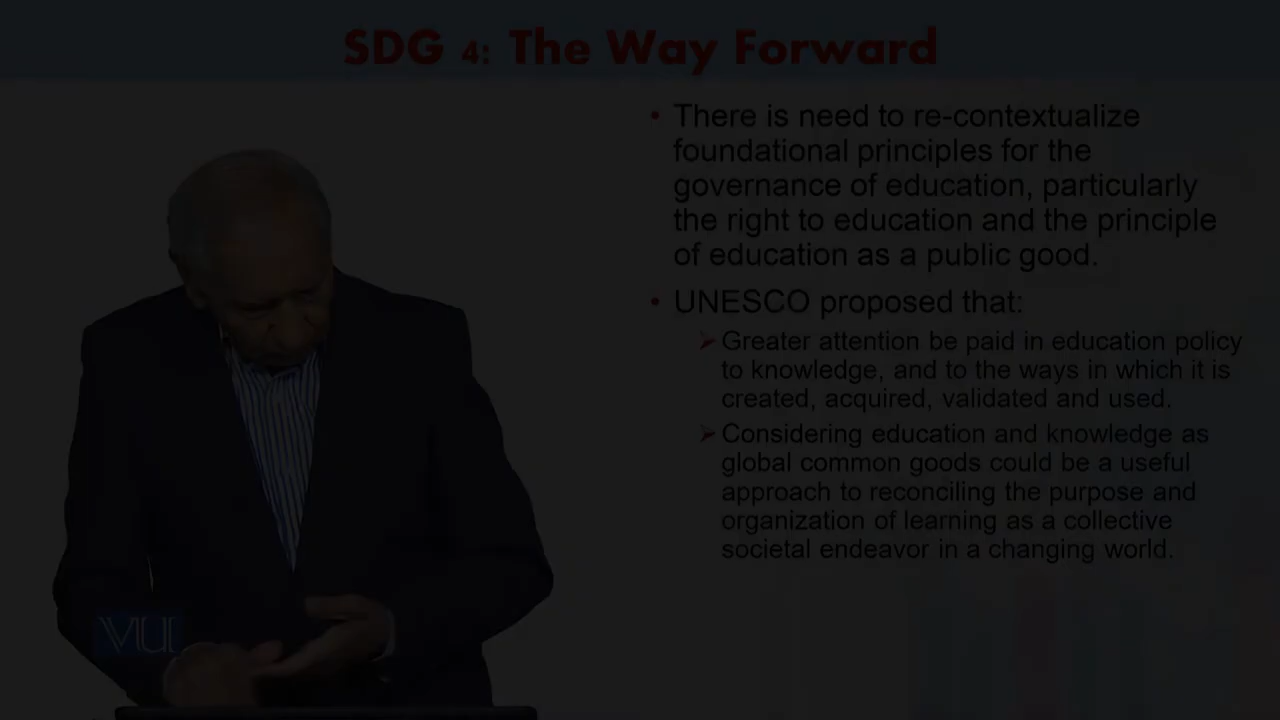 SDG 4: The Way Forward
• There is need to re-contextualize
foundational principles for the
governance of education, particularly
the right to education and the principle
of education as a public good.
• UNESCO proposed that:
➢ Greater attention be paid in education policy
to knowledge, and to the ways in which it is
created, acquired, validated and used.
➢ Considering education and knowledge as
global common goods could be a useful
approach to reconciling the purpose and
organization of learning as a collective
societal endeavor in a changing world.
VU